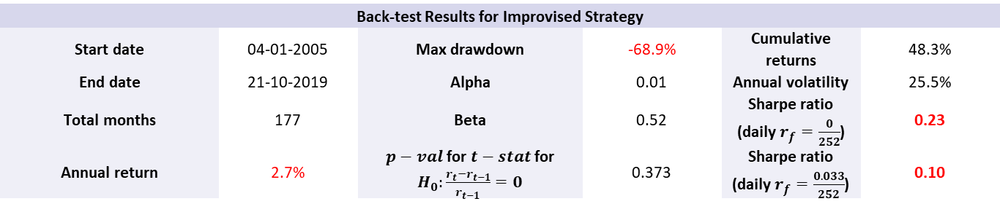 Back-test Results for Improvised Strategy
Start date 04-01-2005 Max drawdown -68.9% Cumulative returns 48.3%
End date 21-10-2019 Alpha 0.01 Annual volatility 25.5%
Total months 177 Beta 0.52 Sharpe ratio (daily r_f = 0/252) 0.23
Annual return 2.7% p − val for t − stat for H_0: (r_t−r_{t−1})/r_{t−1} = 0 0.373 Sharpe ratio (daily r_f = 0.033/252) 0.10